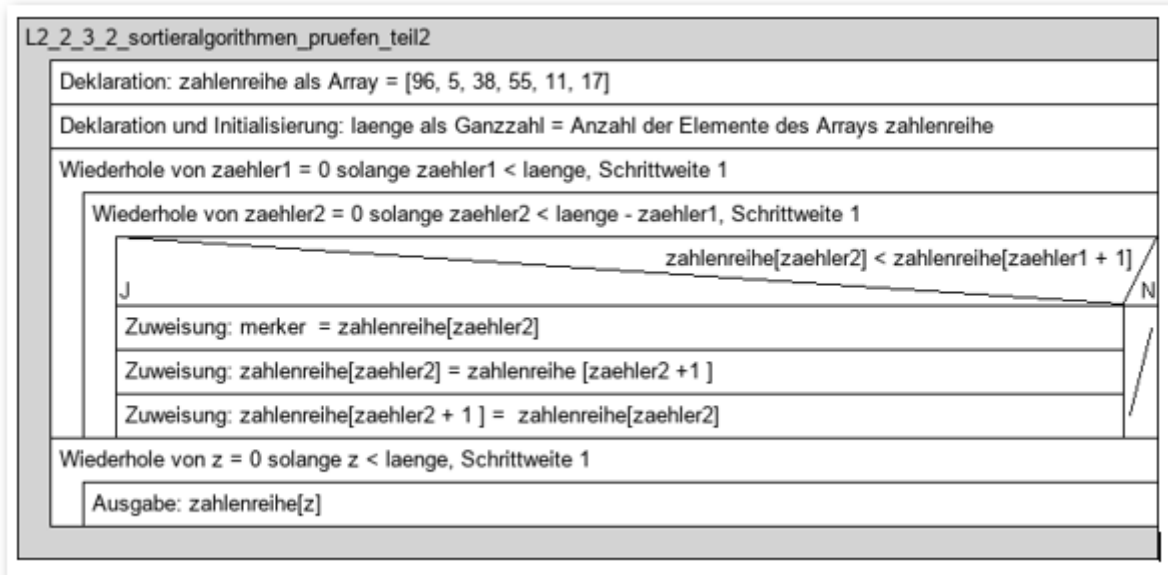 L2_2_3_2_sortieralgorithmen_pruefen_teil2
Deklaration: zahlenreihe als Array = [96, 5, 38, 55, 11, 17]
Deklaration und Initialisierung: laenge als Ganzzahl = Anzahl der Elemente des Arrays zahlenreihe
Wiederhole von zaehler1 = 0 solange zaehler1 < laenge, Schrittweite 1
Wiederhole von zaehler2 = 0 solange zaehler2 < laenge - zaehler1, Schrittweite 1
zahlenreihe[zaehler2] < zahlenreihe[zaehler1 + 1]
J N
Zuweisung: merker = zahlenreihe[zaehler2]
Zuweisung: zahlenreihe[zaehler2] = zahlenreihe [zaehler2 +1 ]
Zuweisung: zahlenreihe[zaehler2 + 1 ] = zahlenreihe[zaehler2]
Wiederhole von z = 0 solange z < laenge, Schrittweite 1
Ausgabe: zahlenreihe[z]